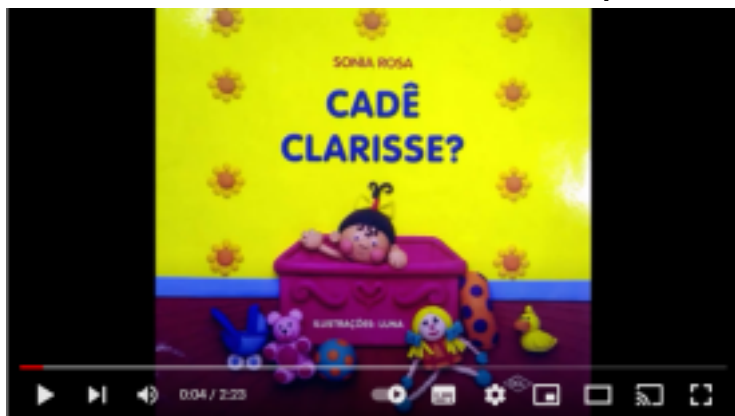 SONIA ROSA
CADÊ
CLARISSE?
ILUSTRAÇÕES: LUNA
0:04 / 2:23